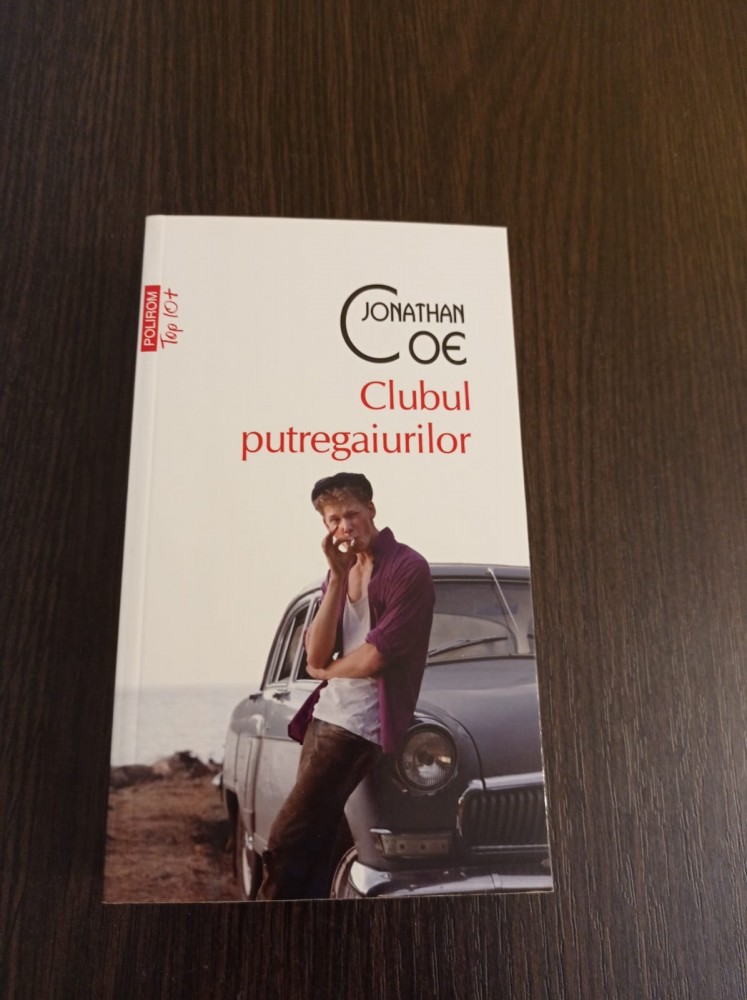 POLIROM
Top 10+
JONATHAN
COE
Clubul
putregaiurilor